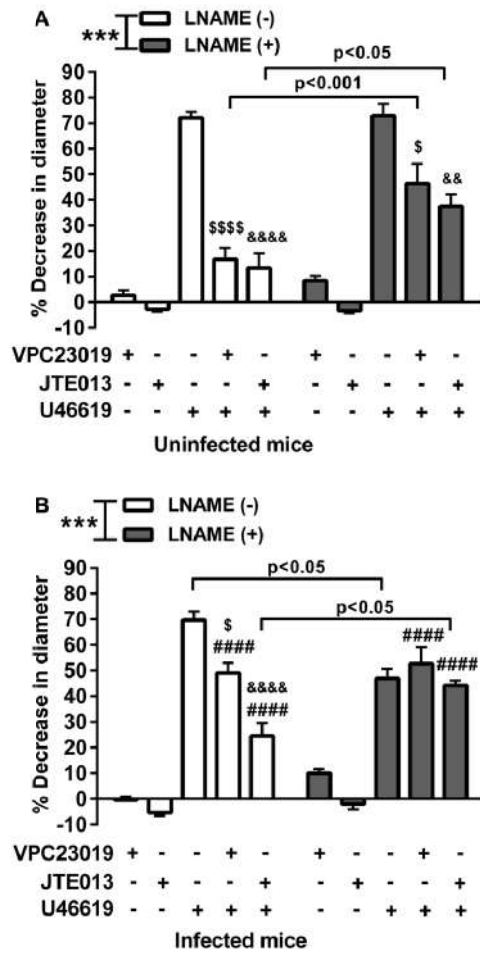 A
*** LNAME (-)
LNAME (+)
p<0.05
p<0.001
% Decrease in diameter
90
80
70
60
50
40
30
20
10
0
-10
$$$$
&&&&
$
&&
VPC23019 + - - + - + - - + -
JTE013 - + - - + - + - - +
U46619 - - + + + - - + + +
Uninfected mice
B
*** LNAME (-)
LNAME (+)
p<0.05
p<0.05
% Decrease in diameter
90
80
70
60
50
40
30
20
10
0
-10
$
####
&&&&
####
####
####
VPC23019 + - - + - + - - + -
JTE013 - + - - + - + - - +
U46619 - - + + + - - + + +
Infected mice